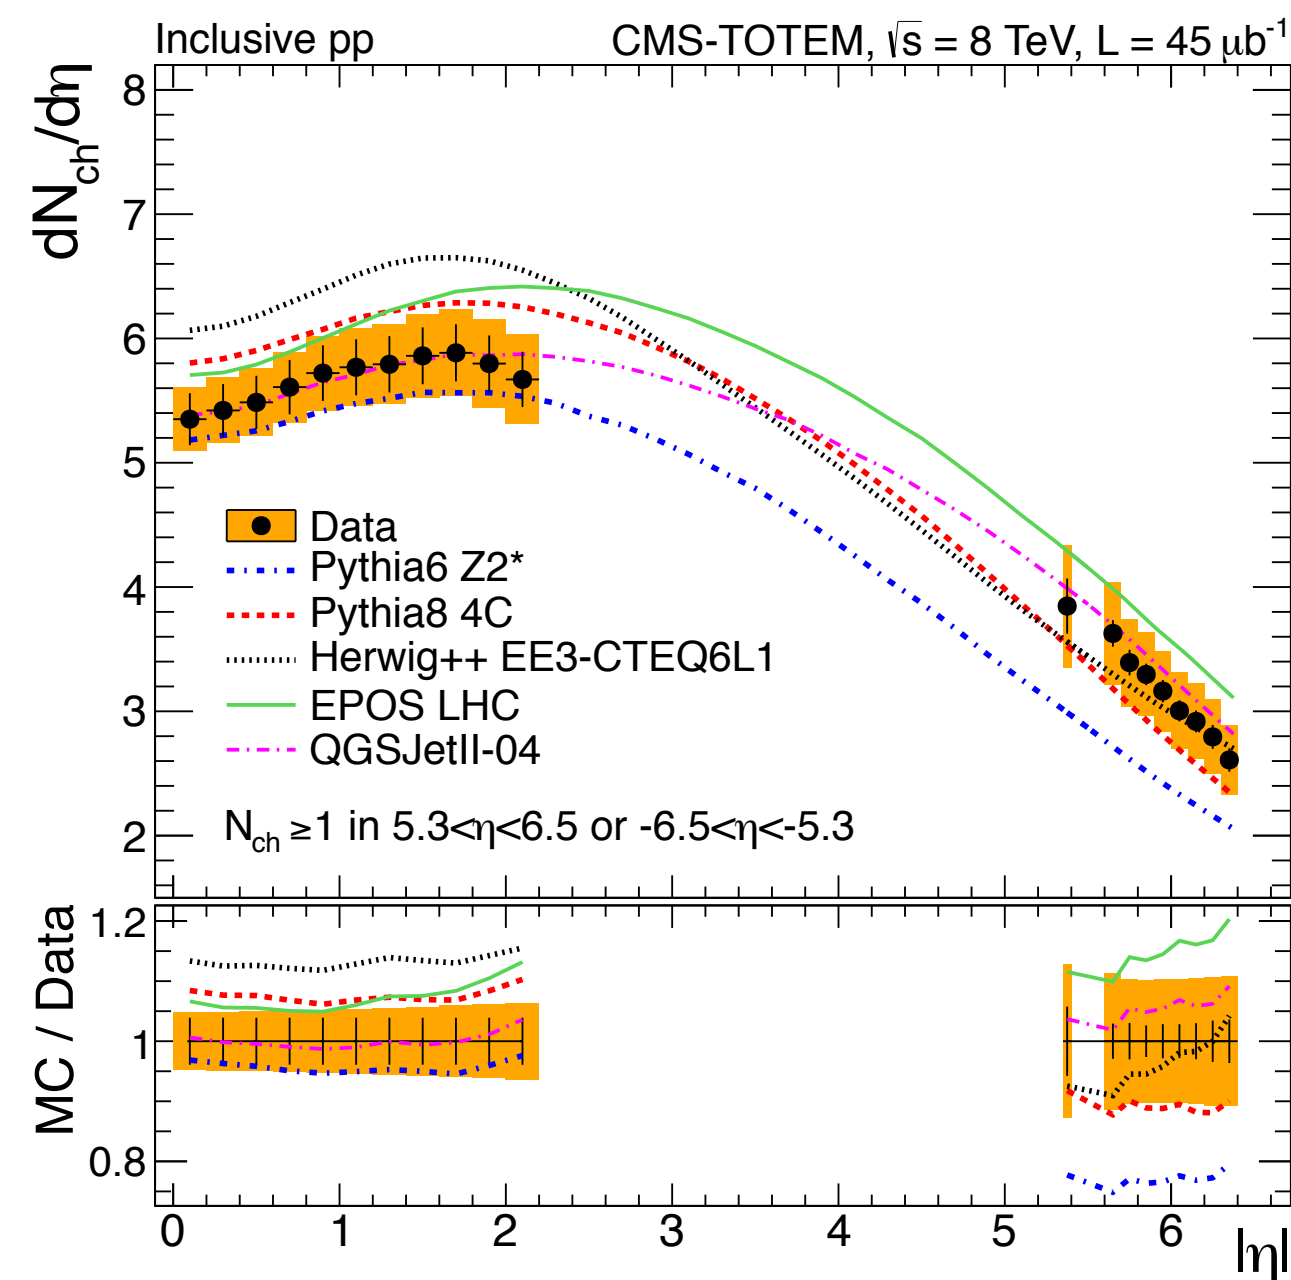 Inclusive pp
CMS-TOTEM, √s = 8 TeV, L = 45 μb⁻¹
dN_ch/dη
8
7
6
5
4
3
2
Data
Pythia6 Z2*
Pythia8 4C
Herwig++ EE3-CTEQ6L1
EPOS LHC
QGSJetII-04
N_ch ≥1 in 5.3<η<6.5 or -6.5<η<-5.3
MC / Data
1.2
1
0.8
0 1 2 3 4 5 6
|η|